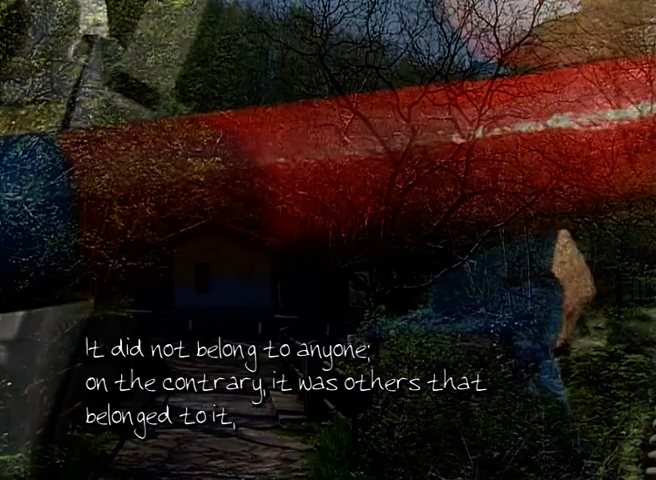 It did not belong to anyone;
on the contrary, it was others that
belonged to it,